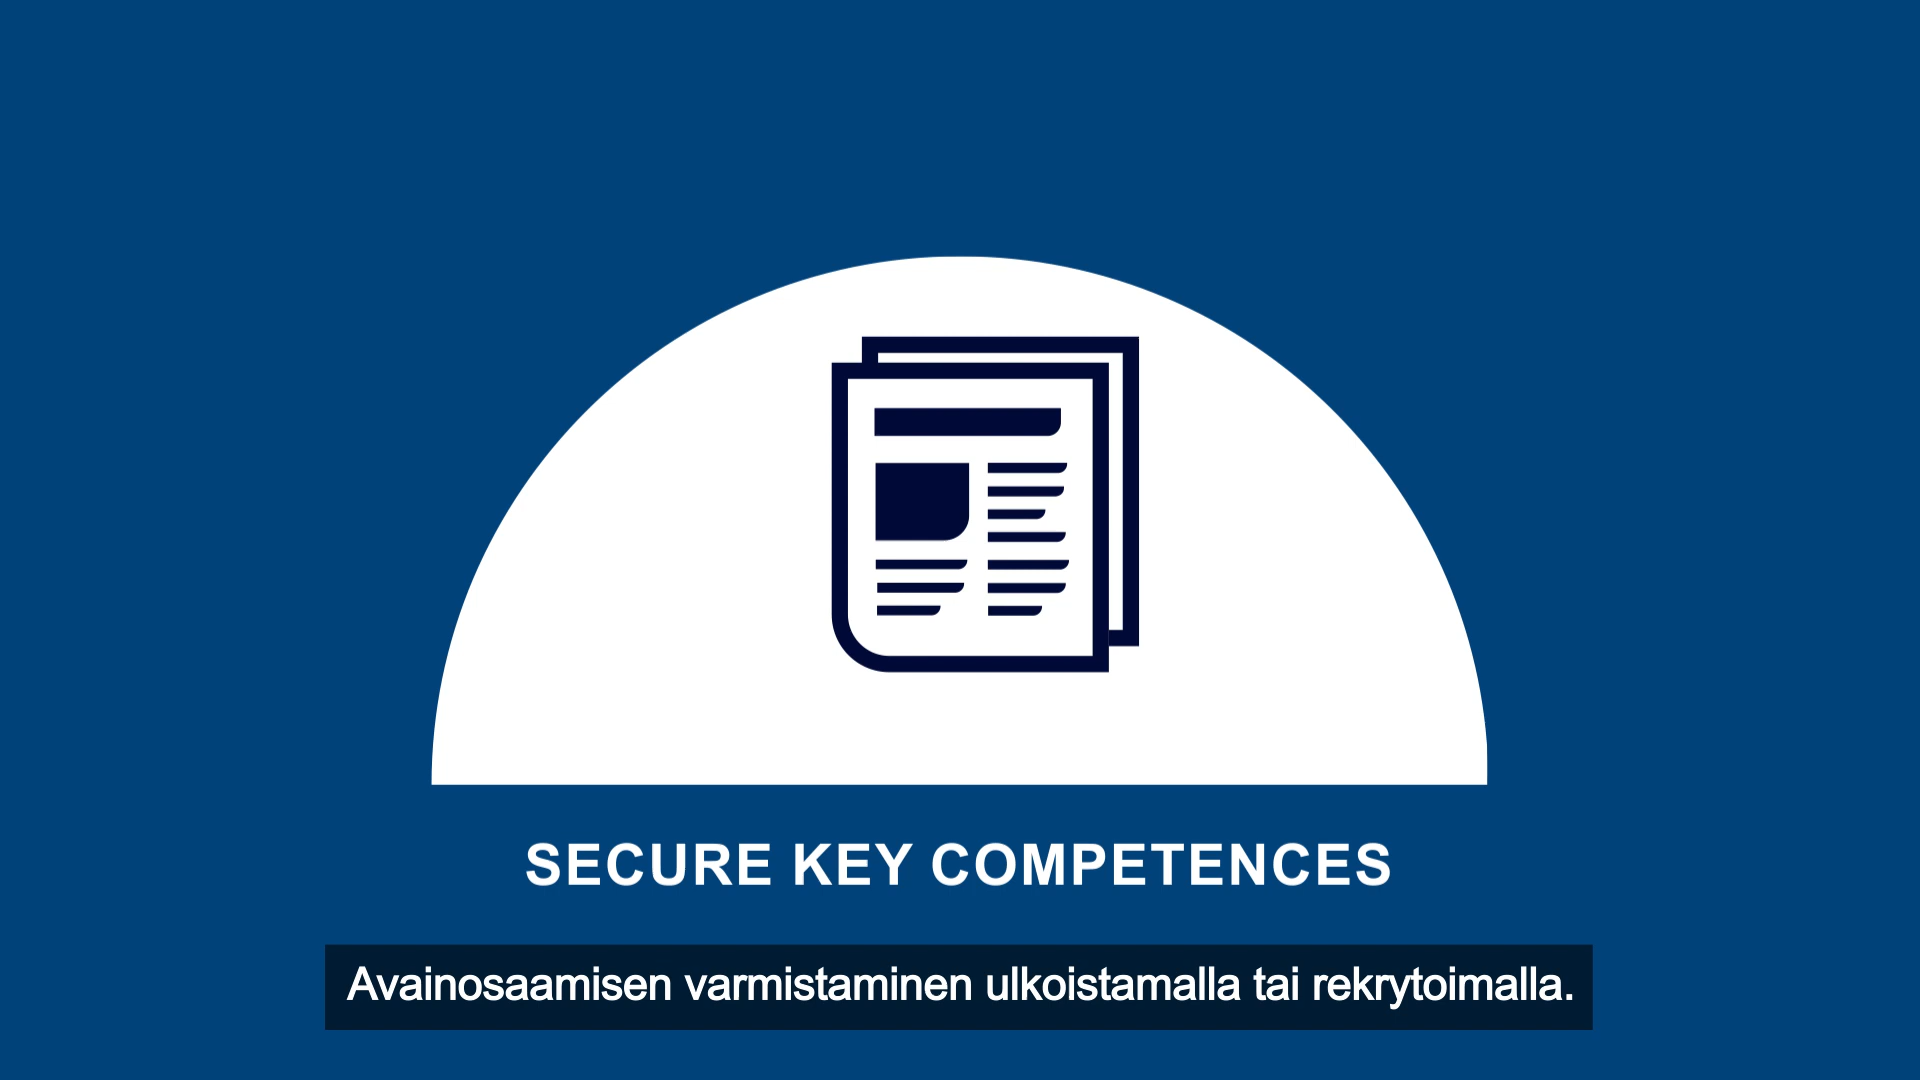 SECURE KEY COMPETENCES
Avainosaamisen varmistaminen ulkoistamalla tai rekrytoimalla.